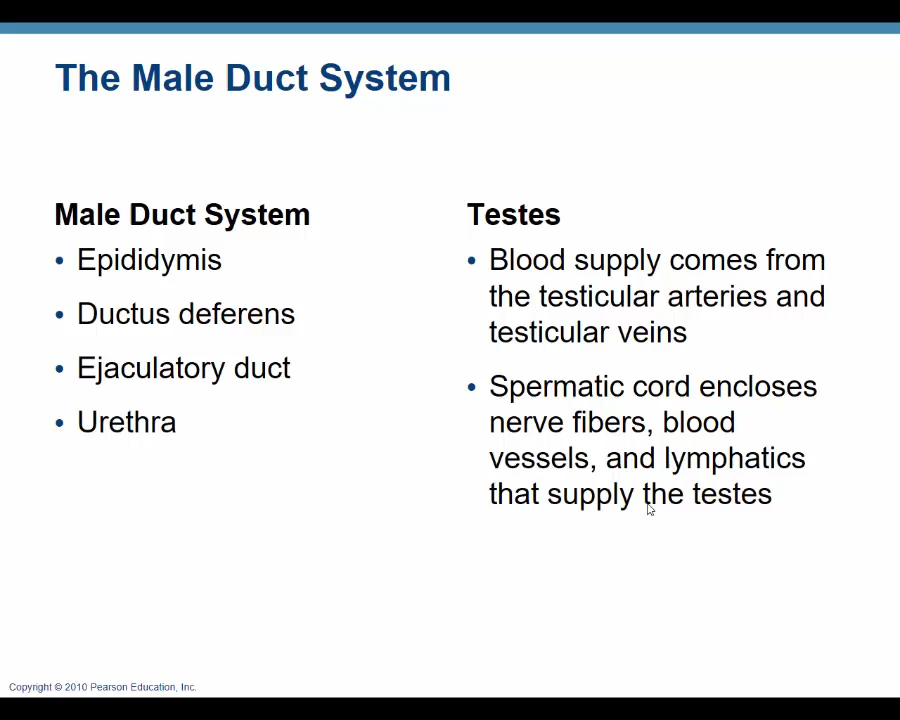 The Male Duct System
Male Duct System
• Epididymis
• Ductus deferens
• Ejaculatory duct
• Urethra
Testes
• Blood supply comes from
the testicular arteries and
testicular veins
• Spermatic cord encloses
nerve fibers, blood
vessels, and lymphatics
that supply the testes
Copyright © 2010 Pearson Education, Inc.